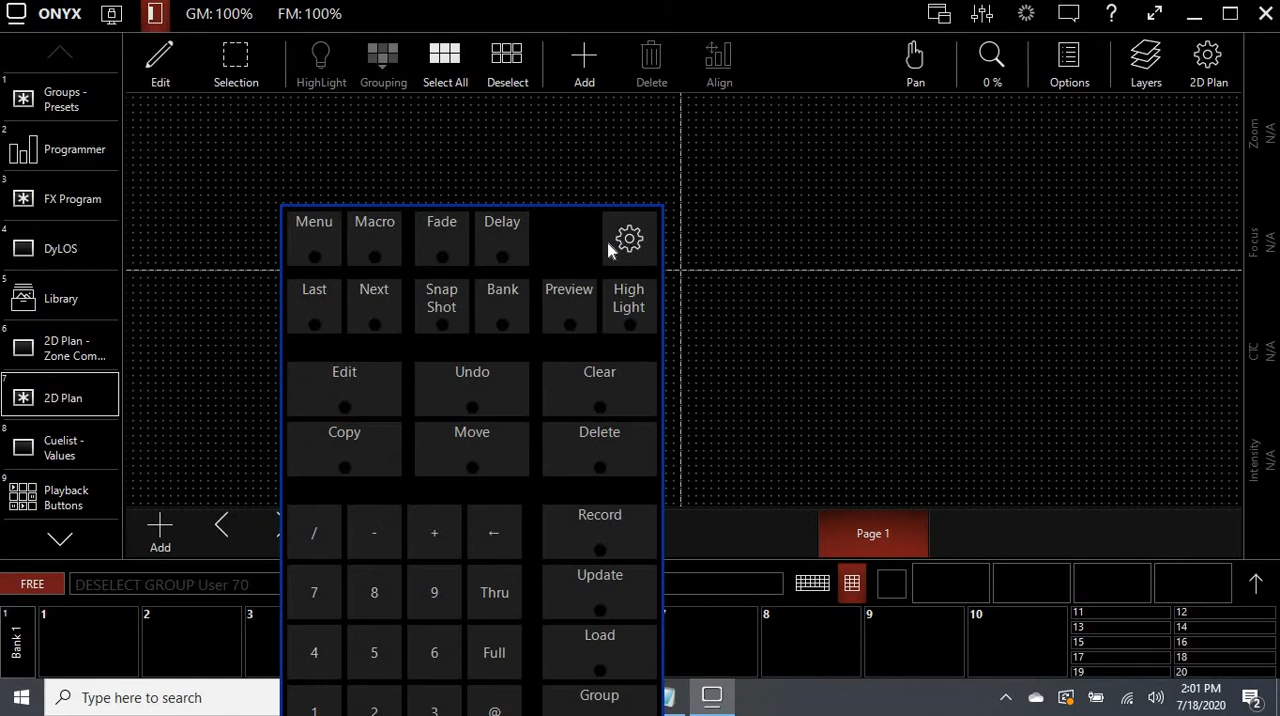 ONYX GM: 100% FM: 100% ?
Edit Selection HighLight Grouping Select All Deselect Add Delete Align Pan 0 % Options Layers 2D Plan
1 Groups -
Presets
2 Programmer
3 FX Program
4 DyLOS
5 Library
6 2D Plan -
Zone Com...
7 2D Plan
8 Cuelist -
Values
9 Playback
Buttons
Menu Macro Fade Delay
Last Next Snap
Shot Bank Preview High
Light
Edit Undo Clear
Copy Move Delete
/ - + ← Record
7 8 9 Thru Update
4 5 6 Full Load
1 2 3 @ Group
Zoom N/A
Focus N/A
CTC N/A
Intensity N/A
Add Page 1
FREE DESELECT GROUP User 70
1 Bank 1
1 2 3 7 8 9 10 11 12
13 14
15 16
17 18
19 20
Type here to search
2:01 PM
7/18/2020
2